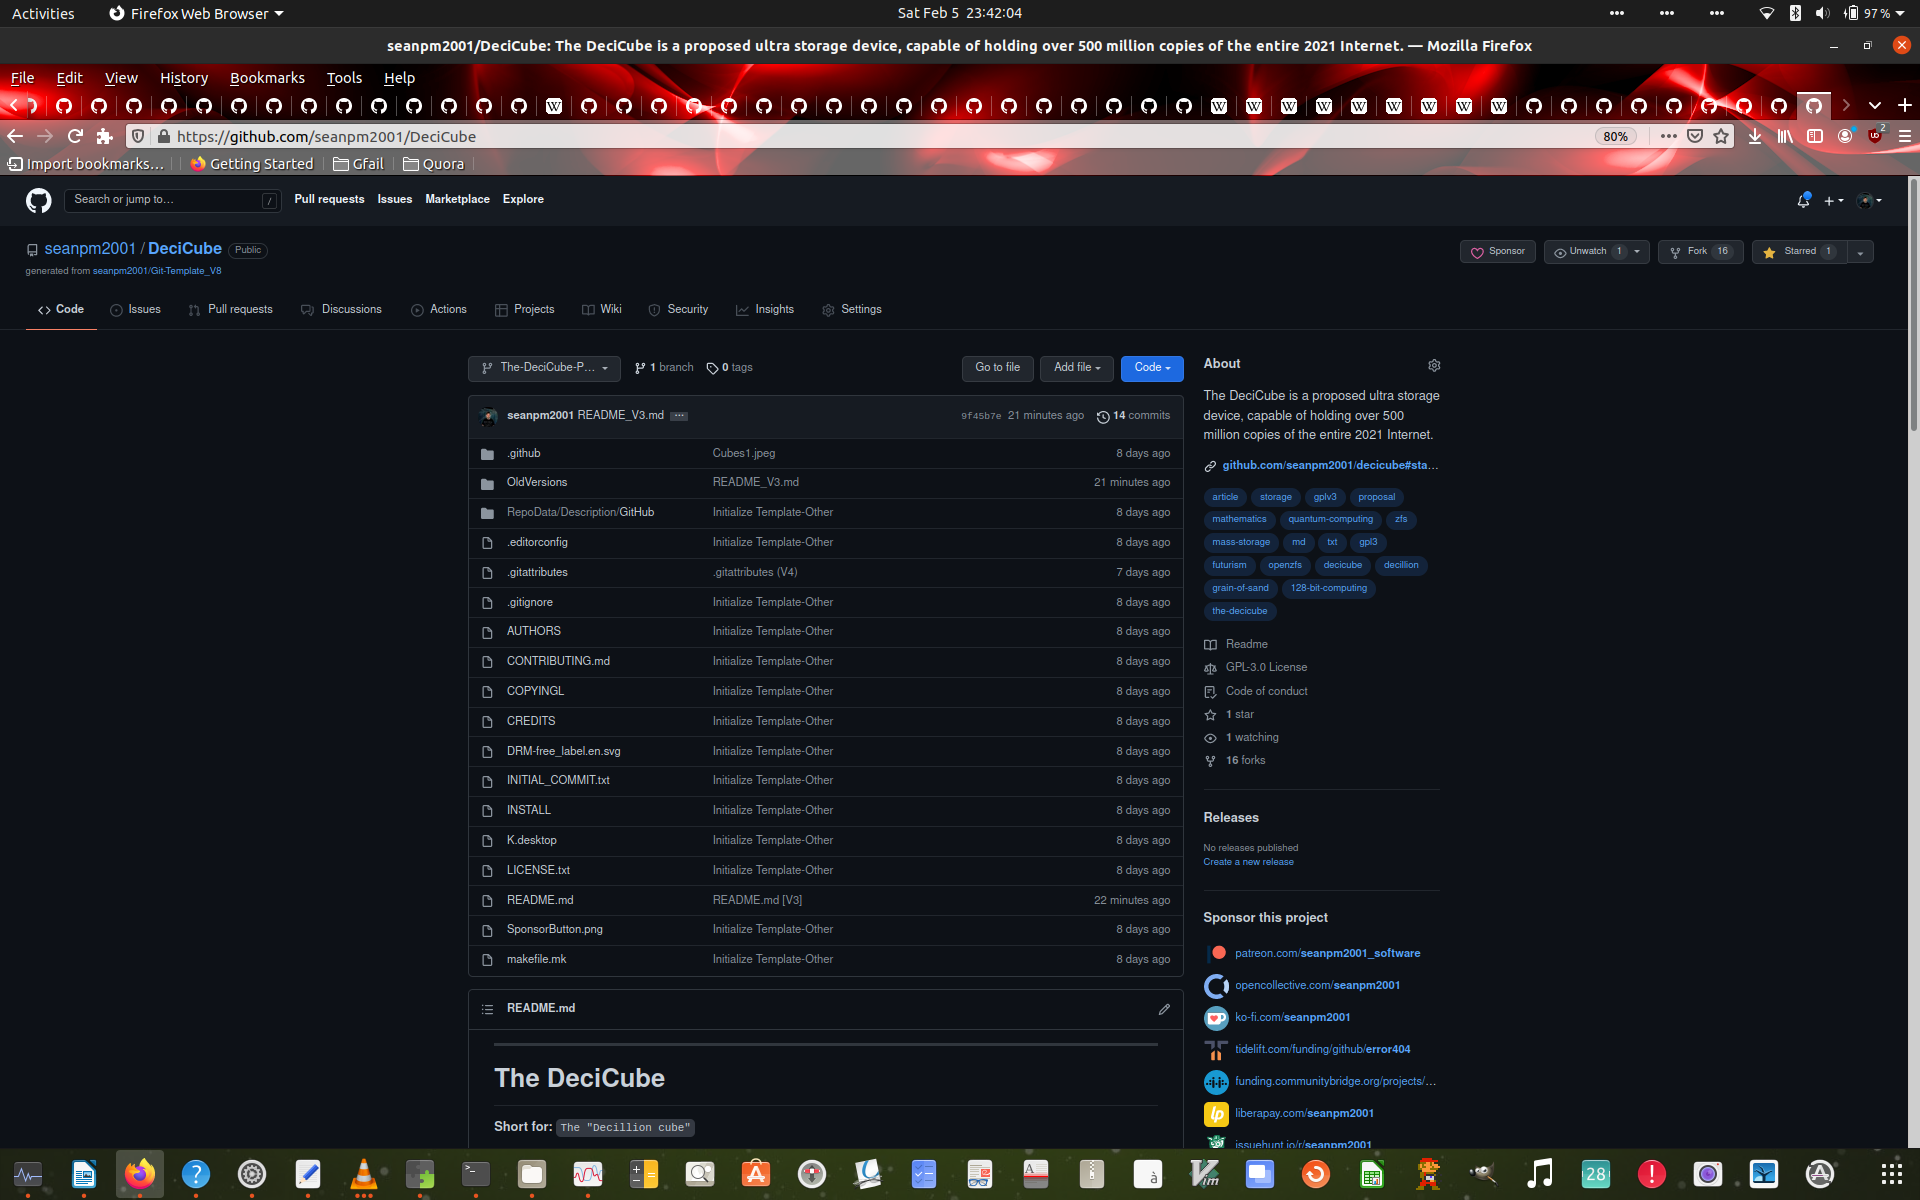 Activities
Firefox Web Browser
Sat Feb 5 23:42:04
97 %
seanpm2001/DeciCube: The DeciCube is a proposed ultra storage device, capable of holding over 500 million copies of the entire 2021 Internet. — Mozilla Firefox
File Edit View History Bookmarks Tools Help
https://github.com/seanpm2001/DeciCube
80%
2
Import bookmarks... Getting Started Gfail Quora
Search or jump to… /
Pull requests Issues Marketplace Explore
seanpm2001 / DeciCube Public
generated from seanpm2001/Git-Template_V8
Sponsor Unwatch 1 Fork 16 Starred 1
Code Issues Pull requests Discussions Actions Projects Wiki Security Insights Settings
The-DeciCube-P... 1 branch 0 tags Go to file Add file Code
seanpm2001 README_V3.md ... 9f45b7e 21 minutes ago 14 commits
.github Cubes1.jpeg 8 days ago
OldVersions README_V3.md 21 minutes ago
RepoData/Description/GitHub Initialize Template-Other 8 days ago
.editorconfig Initialize Template-Other 8 days ago
.gitattributes .gitattributes (V4) 7 days ago
.gitignore Initialize Template-Other 8 days ago
AUTHORS Initialize Template-Other 8 days ago
CONTRIBUTING.md Initialize Template-Other 8 days ago
COPYINGL Initialize Template-Other 8 days ago
CREDITS Initialize Template-Other 8 days ago
DRM-free_label.en.svg Initialize Template-Other 8 days ago
INITIAL_COMMIT.txt Initialize Template-Other 8 days ago
INSTALL Initialize Template-Other 8 days ago
K.desktop Initialize Template-Other 8 days ago
LICENSE.txt Initialize Template-Other 8 days ago
README.md README.md [V3] 22 minutes ago
SponsorButton.png Initialize Template-Other 8 days ago
makefile.mk Initialize Template-Other 8 days ago
README.md
The DeciCube
Short for: The "Decillion cube"
About
The DeciCube is a proposed ultra storage
device, capable of holding over 500
million copies of the entire 2021 Internet.
github.com/seanpm2001/decicube#sta...
article storage gplv3 proposal
mathematics quantum-computing zfs
mass-storage md txt gpl3
futurism openzfs decicube decillion
grain-of-sand 128-bit-computing
the-decicube
Readme
GPL-3.0 License
Code of conduct
1 star
1 watching
16 forks
Releases
No releases published
Create a new release
Sponsor this project
patreon.com/seanpm2001_software
opencollective.com/seanpm2001
ko-fi.com/seanpm2001
tidelift.com/funding/github/error404
funding.communitybridge.org/projects/...
lp liberapay.com/seanpm2001
issuehunt.io/r/seanpm2001
28